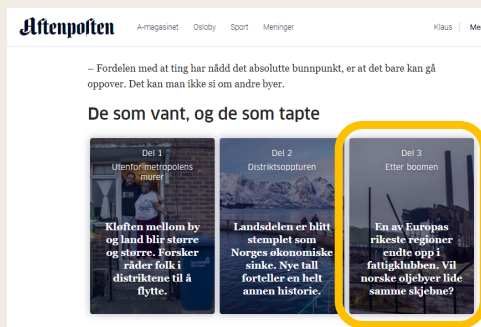 Aftenposten
A-magasinet Osloby Sport Meninger Klaus Me
– Fordelen med at ting har nådd det absolutte bunnpunkt, er at det bare kan gå
oppover. Det kan man ikke si om andre byer.
De som vant, og de som tapte
Del 1
Utenfor metropolens
murer
Kløften mellom by
og land blir større
og større. Forsker
råder folk i
distriktene til å
flytte.
Del 2
Distriktsoppturen
Landsdelen er blitt
stemplet som
Norges økonomiske
sinke. Nye tall
forteller en helt
annen historie.
Del 3
Etter boomen
En av Europas
rikeste regioner
endte opp i
fattigklubben. Vil
norske oljebyer lide
samme skjebne?